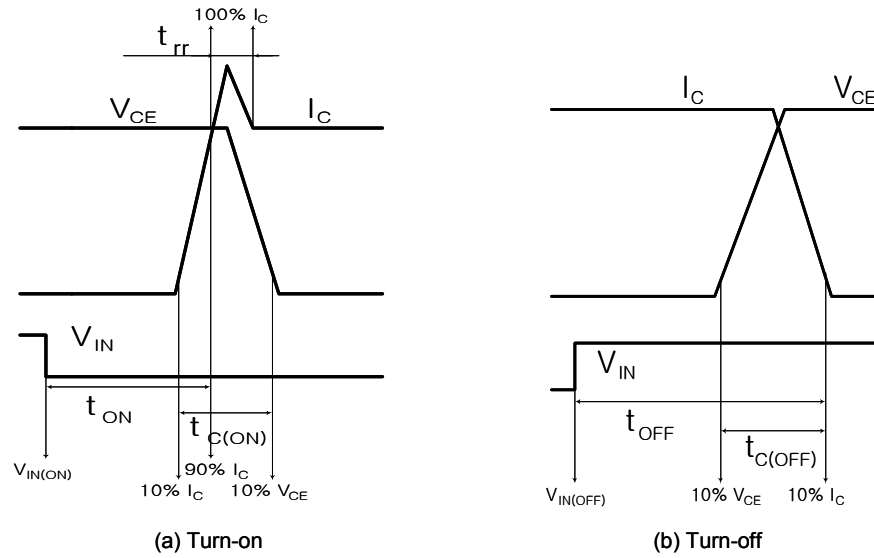 100% I_C
t_rr
V_CE
I_C
V_IN
t_ON
t_C(ON)
V_IN(ON)
90% I_C
10% I_C
10% V_CE
(a) Turn-on
I_C
V_CE
V_IN
t_OFF
t_C(OFF)
V_IN(OFF)
10% V_CE
10% I_C
(b) Turn-off